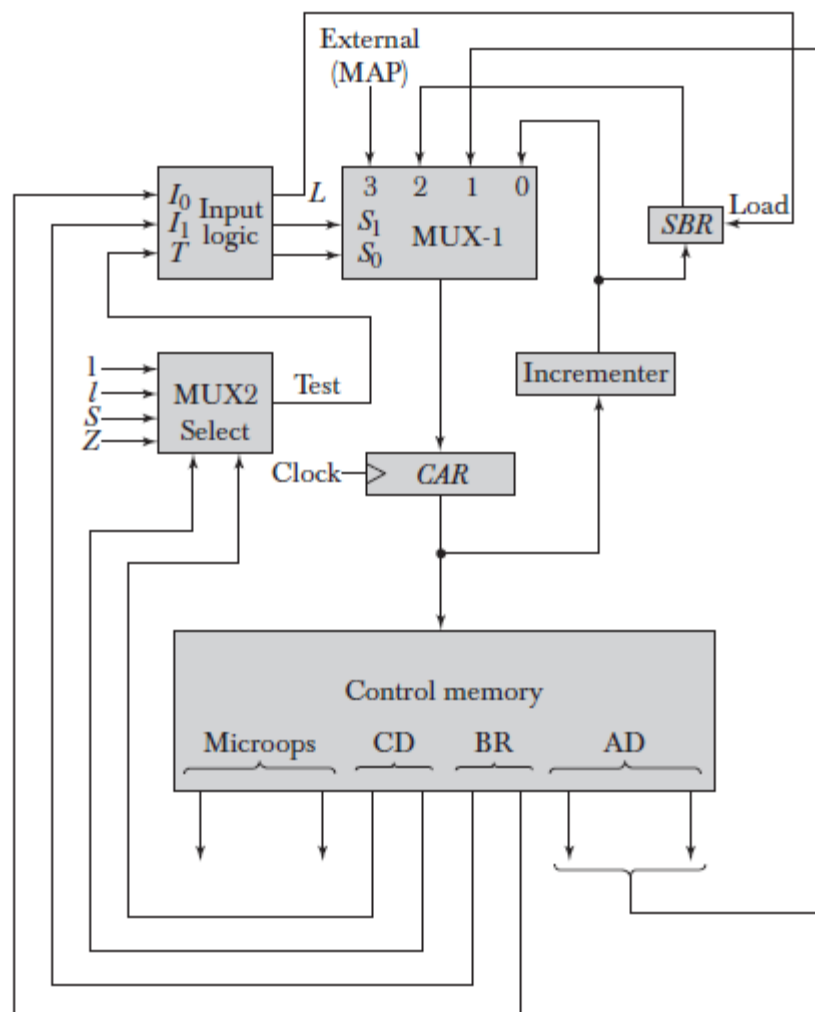 External
(MAP)
L
3 2 1 0
I0 Input
I1 logic
T
S1
S0 MUX-1
Load
SBR
1
l
S
Z
MUX2
Select
Test
Incrementer
Clock
CAR
Control memory
Microops CD BR AD